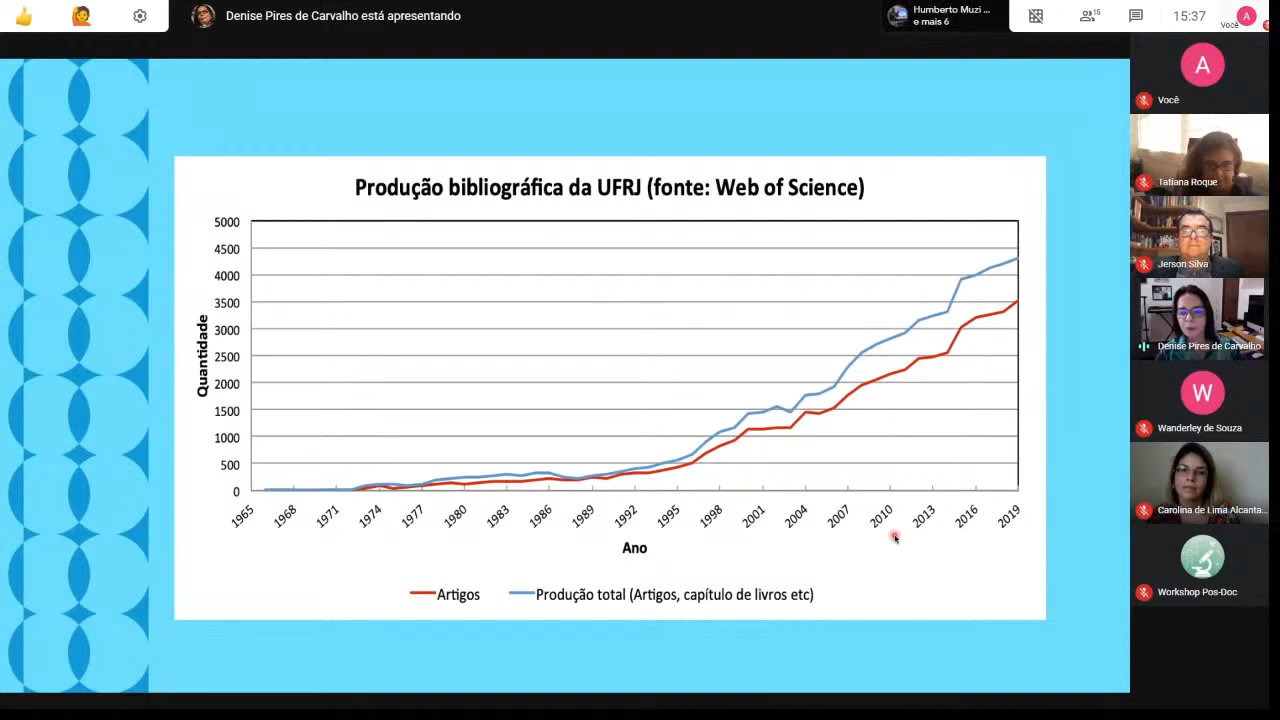 Denise Pires de Carvalho está apresentando
Humberto Muzi ...
e mais 6
15
15:37
Você
A
A
Você
Tatiana Roque
Jerson Silva
Denise Pires de Carvalho
W
Wanderley de Souza
Carolina de Lima Alcanta...
Workshop Pos-Doc
Produção bibliográfica da UFRJ (fonte: Web of Science)
5000
4500
4000
3500
3000
2500
2000
1500
1000
500
0
Quantidade
1965 1968 1971 1974 1977 1980 1983 1986 1989 1992 1995 1998 2001 2004 2007 2010 2013 2016 2019
Ano
Artigos Produção total (Artigos, capítulo de livros etc)